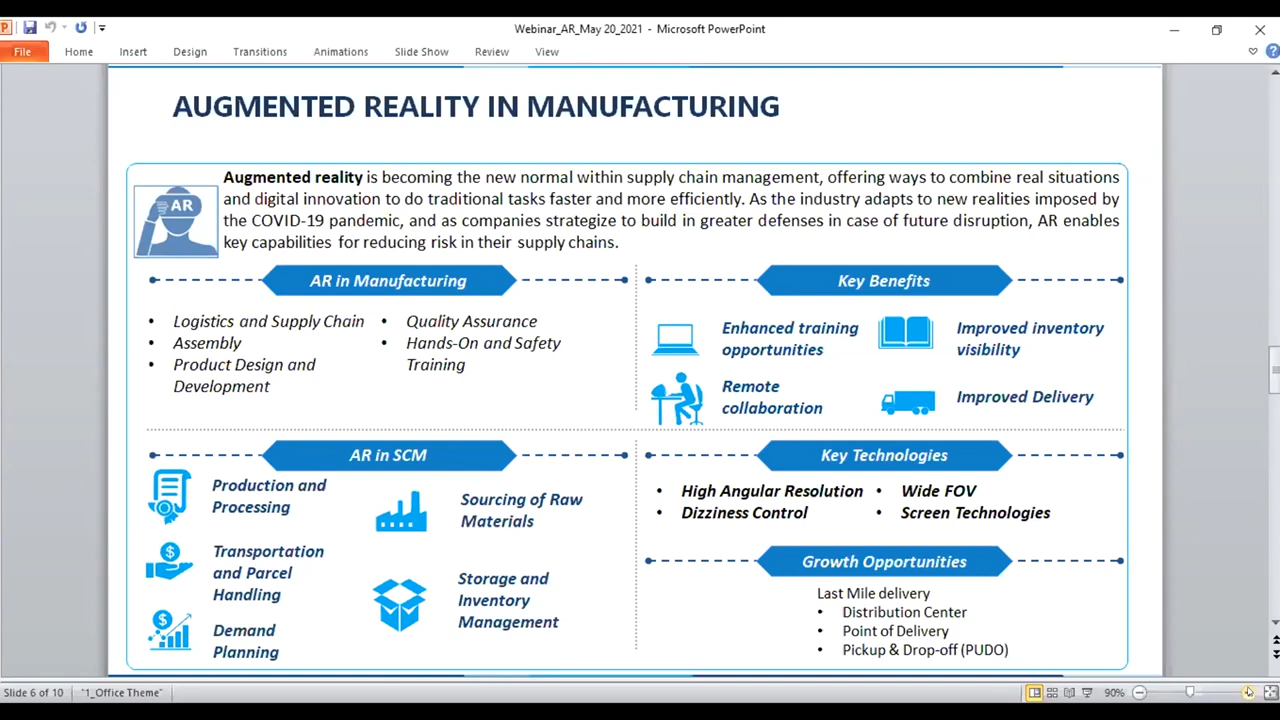 Webinar_AR_May 20_2021 - Microsoft PowerPoint
File Home Insert Design Transitions Animations Slide Show Review View
AUGMENTED REALITY IN MANUFACTURING
AR
Augmented reality is becoming the new normal within supply chain management, offering ways to combine real situations
and digital innovation to do traditional tasks faster and more efficiently. As the industry adapts to new realities imposed by
the COVID-19 pandemic, and as companies strategize to build in greater defenses in case of future disruption, AR enables
key capabilities for reducing risk in their supply chains.
AR in Manufacturing
• Logistics and Supply Chain
• Assembly
• Product Design and
Development
• Quality Assurance
• Hands-On and Safety
Training
Key Benefits
Enhanced training
opportunities
Improved inventory
visibility
Remote
collaboration
Improved Delivery
AR in SCM
Production and
Processing
Sourcing of Raw
Materials
Transportation
and Parcel
Handling
Storage and
Inventory
Management
Demand
Planning
Key Technologies
• High Angular Resolution
• Dizziness Control
• Wide FOV
• Screen Technologies
Growth Opportunities
Last Mile delivery
• Distribution Center
• Point of Delivery
• Pickup & Drop-off (PUDO)
Slide 6 of 10 "1_Office Theme" 90%